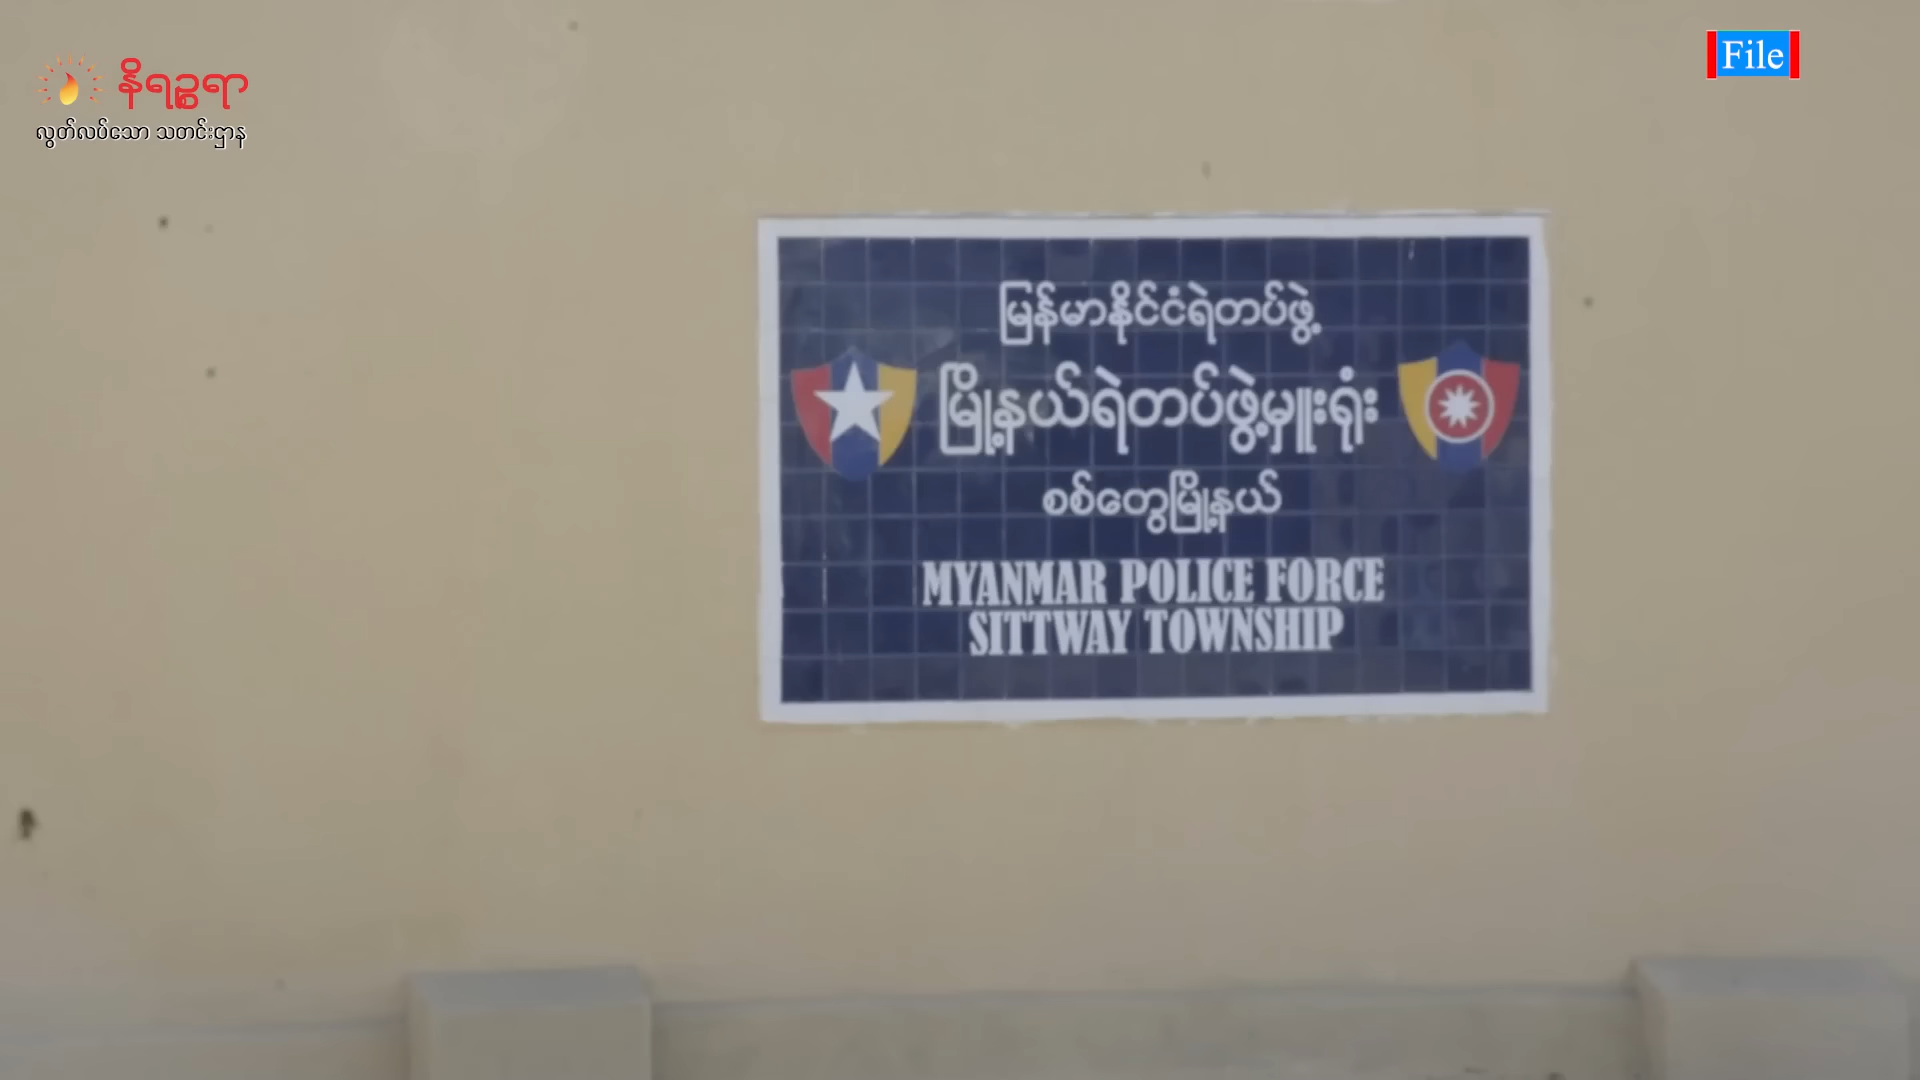 နိရဉ္စရာ
လွတ်လပ်သော သတင်းဌာန
File
မြန်မာနိုင်ငံရဲတပ်ဖွဲ့
မြို့နယ်ရဲတပ်ဖွဲ့မှူးရုံး
စစ်တွေမြို့နယ်
MYANMAR POLICE FORCE
SITTWAY TOWNSHIP